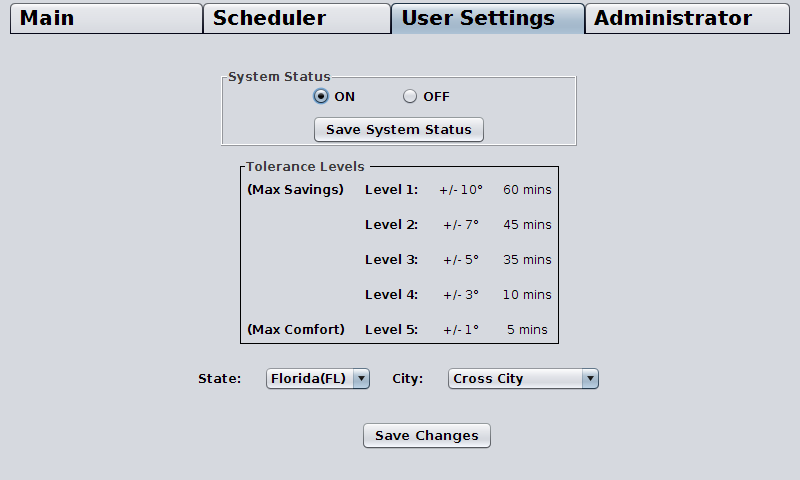 Main Scheduler User Settings Administrator
System Status
ON OFF
Save System Status
Tolerance Levels
(Max Savings) Level 1: +/- 10° 60 mins
Level 2: +/- 7° 45 mins
Level 3: +/- 5° 35 mins
Level 4: +/- 3° 10 mins
(Max Comfort) Level 5: +/- 1° 5 mins
State: Florida(FL) City: Cross City
Save Changes